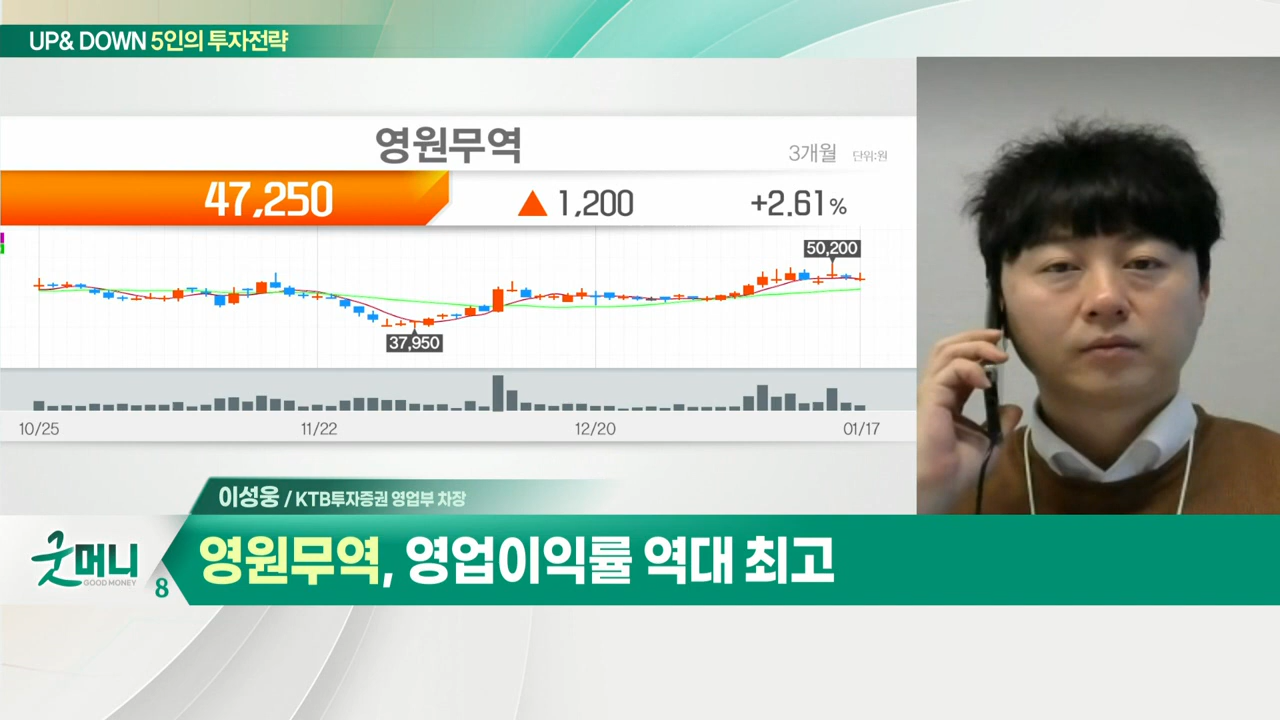 UP& DOWN 5인의 투자전략
영원무역
3개월 단위:원
47,250 ▲ 1,200 +2.61%
50,200
37,950
10/25 11/22 12/20 01/17
이성웅 / KTB투자증권 영업부 차장
굿머니
GOOD MONEY
8
영원무역, 영업이익률 역대 최고